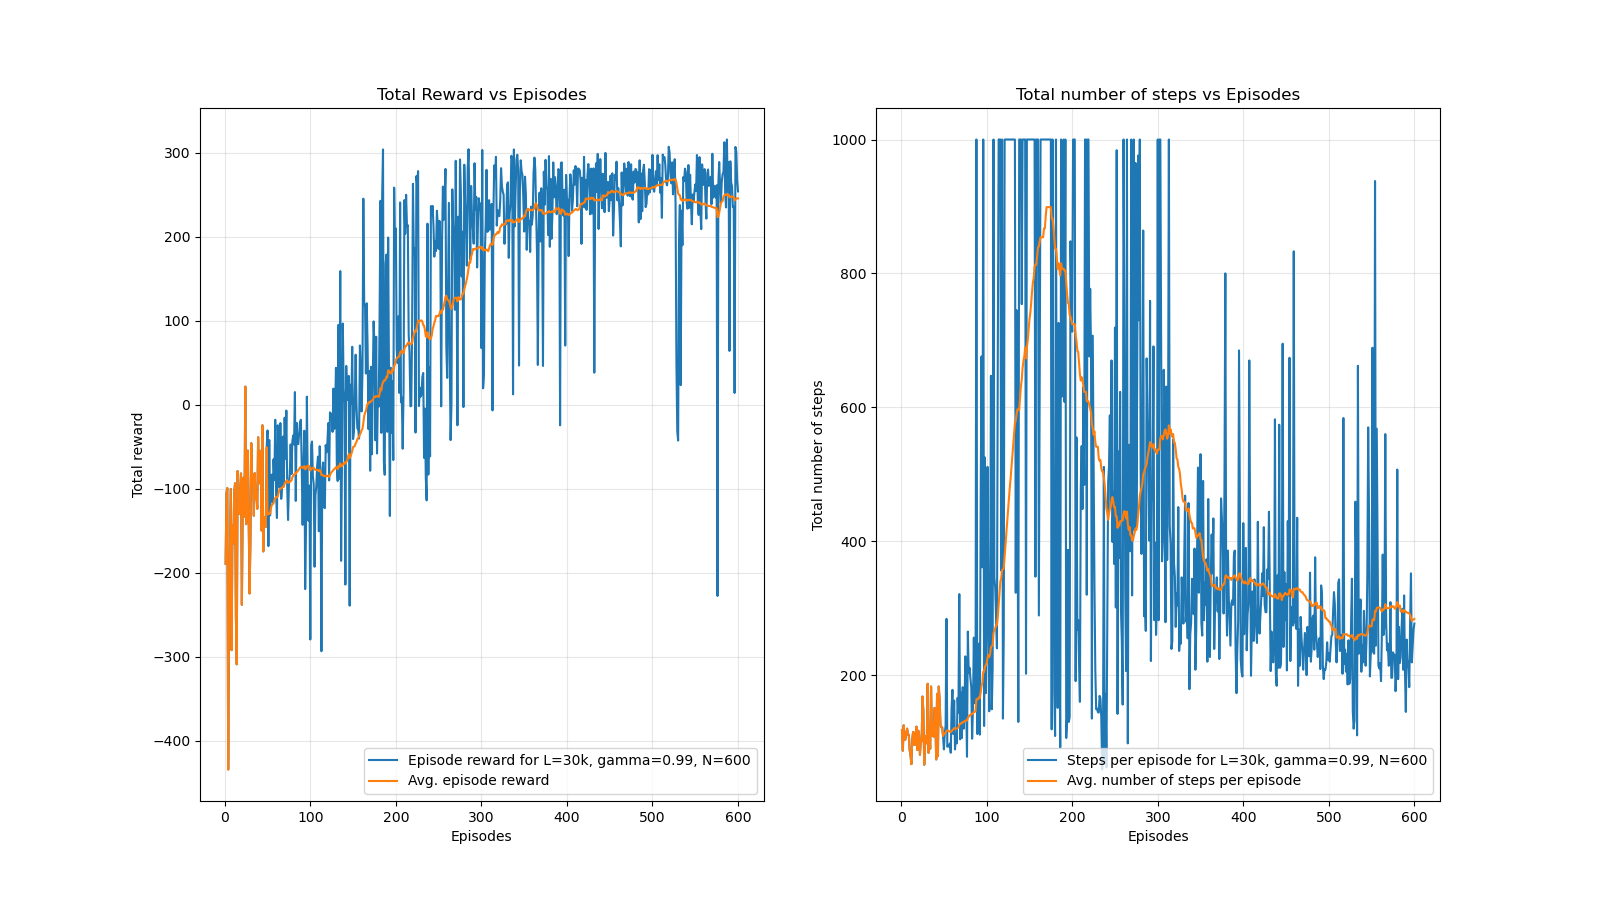 Total Reward vs Episodes
Total reward
300
200
100
0
−100
−200
−300
−400
0 100 200 300 400 500 600
Episodes
Episode reward for L=30k, gamma=0.99, N=600
Avg. episode reward
Total number of steps vs Episodes
Total number of steps
1000
800
600
400
200
0 100 200 300 400 500 600
Episodes
Steps per episode for L=30k, gamma=0.99, N=600
Avg. number of steps per episode